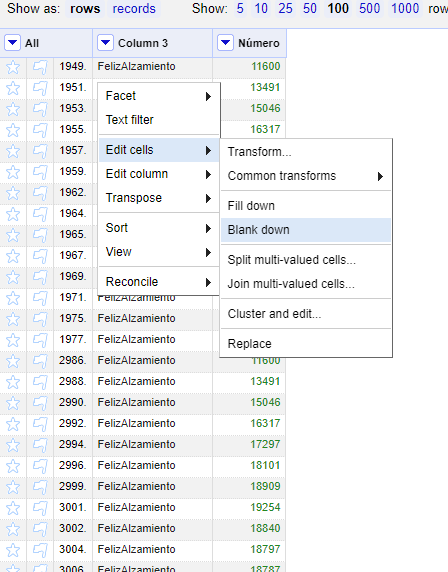 Show as: rows records Show: 5 10 25 50 100 500 1000 row
All Column 3 Número
1949. FelizAlzamiento 11600
1951. 13491
1953. 15046
1955. 16317
1957.
1959.
1962.
1964.
1965.
1967.
1969.
1971. FelizAlzamiento
1975. FelizAlzamiento
1977. FelizAlzamiento
2986. FelizAlzamiento 11600
2988. FelizAlzamiento 13491
2990. FelizAlzamiento 15046
2992. FelizAlzamiento 16317
2994. FelizAlzamiento 17297
2996. FelizAlzamiento 18101
2999. FelizAlzamiento 18909
3001. FelizAlzamiento 19254
3002. FelizAlzamiento 18840
3004. FelizAlzamiento 18797
3006. FelizAlzamiento 18787
Facet
Text filter
Edit cells
Edit column
Transpose
Sort
View
Reconcile
Transform...
Common transforms
Fill down
Blank down
Split multi-valued cells...
Join multi-valued cells...
Cluster and edit...
Replace